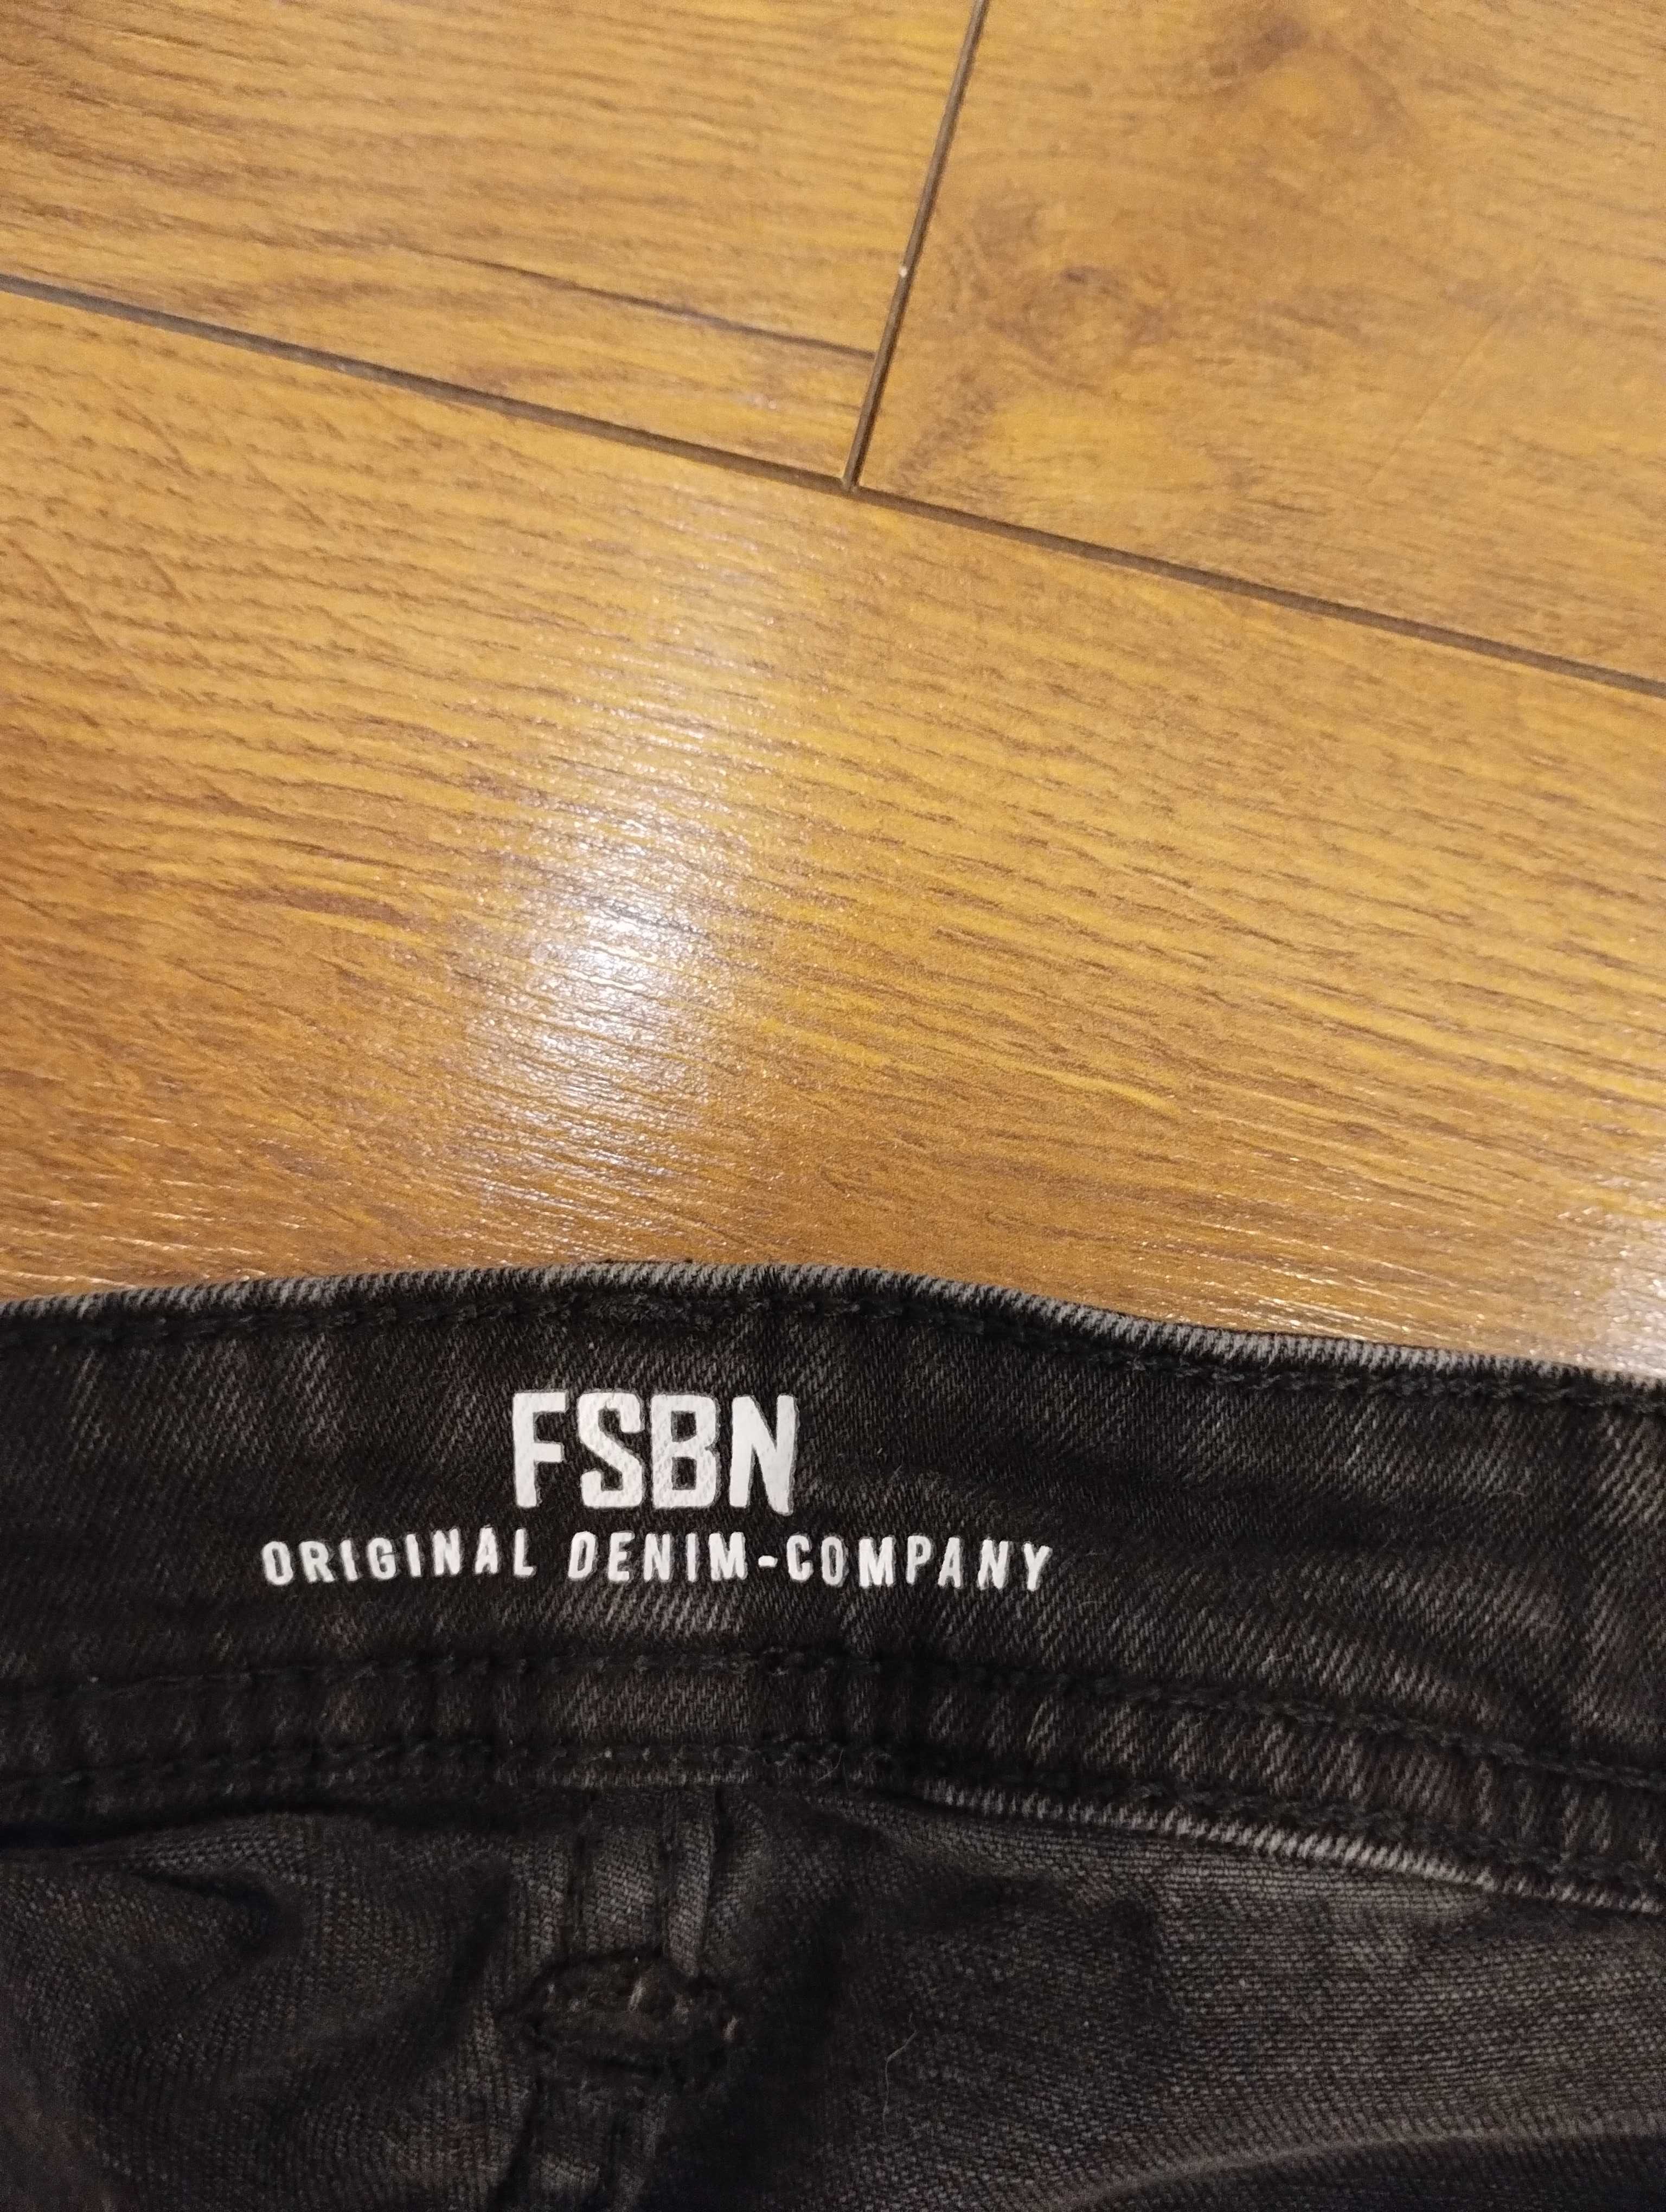 FSBN
ORIGINAL DENIM-COMPANY